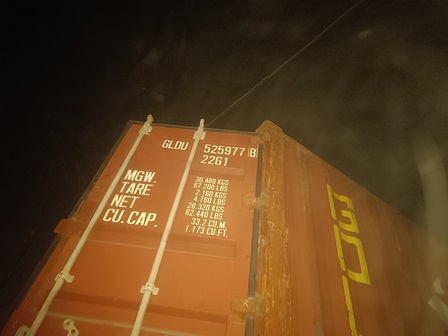 GLDU 525977 8
22G1
MGW. 30.480 KGS
67.200 LBS
TARE 2.160 KGS
4.760 LBS
NET 28.320 KGS
62.440 LBS
CU.CAP. 33.2 CU.M.
1.173 CU.FT.